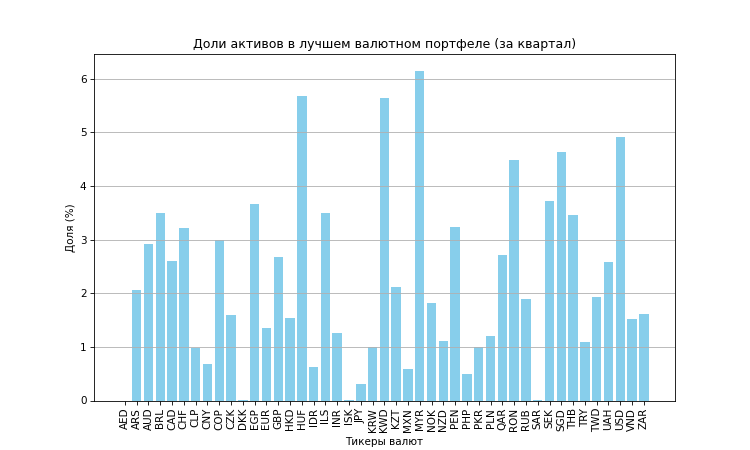 Доли активов в лучшем валютном портфеле (за квартал)
Доля (%)
6
5
4
3
2
1
0
AED
ARS
AUD
BRL
CAD
CHF
CLP
CNY
COP
CZK
DKK
EGP
EUR
GBP
HKD
HUF
IDR
ILS
INR
ISK
JPY
KRW
KWD
KZT
MXN
MYR
NOK
NZD
PEN
PHP
PKR
PLN
QAR
RON
RUB
SAR
SEK
SGD
THB
TRY
TWD
UAH
USD
VND
ZAR
Тикеры валют